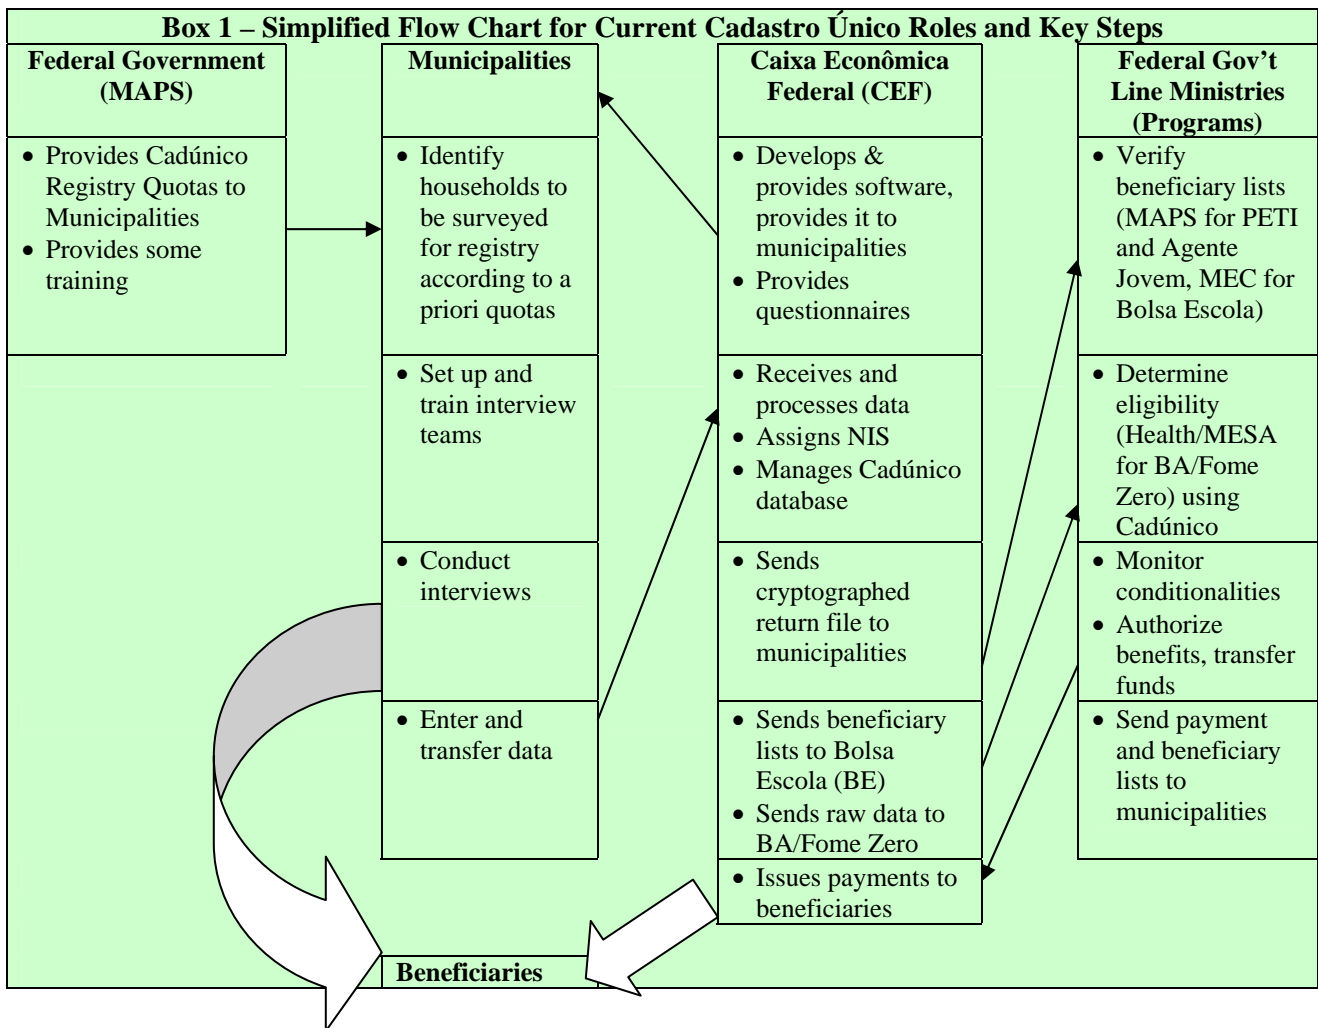 Box 1 – Simplified Flow Chart for Current Cadastro Único Roles and Key Steps
Federal Government
(MAPS)
• Provides Cadúnico
Registry Quotas to
Municipalities
• Provides some
training
Municipalities
• Identify
households to
be surveyed
for registry
according to a
priori quotas
• Set up and
train interview
teams
• Conduct
interviews
• Enter and
transfer data
Caixa Econômica
Federal (CEF)
• Develops &
provides software,
provides it to
municipalities
• Provides
questionnaires
• Receives and
processes data
• Assigns NIS
• Manages Cadúnico
database
• Sends
cryptographed
return file to
municipalities
• Sends beneficiary
lists to Bolsa
Escola (BE)
• Sends raw data to
BA/Fome Zero
• Issues payments to
beneficiaries
Federal Gov’t
Line Ministries
(Programs)
• Verify
beneficiary lists
(MAPS for PETI
and Agente
Jovem, MEC for
Bolsa Escola)
• Determine
eligibility
(Health/MESA
for BA/Fome
Zero) using
Cadúnico
• Monitor
conditionalities
• Authorize
benefits, transfer
funds
• Send payment
and beneficiary
lists to
municipalities
Beneficiaries